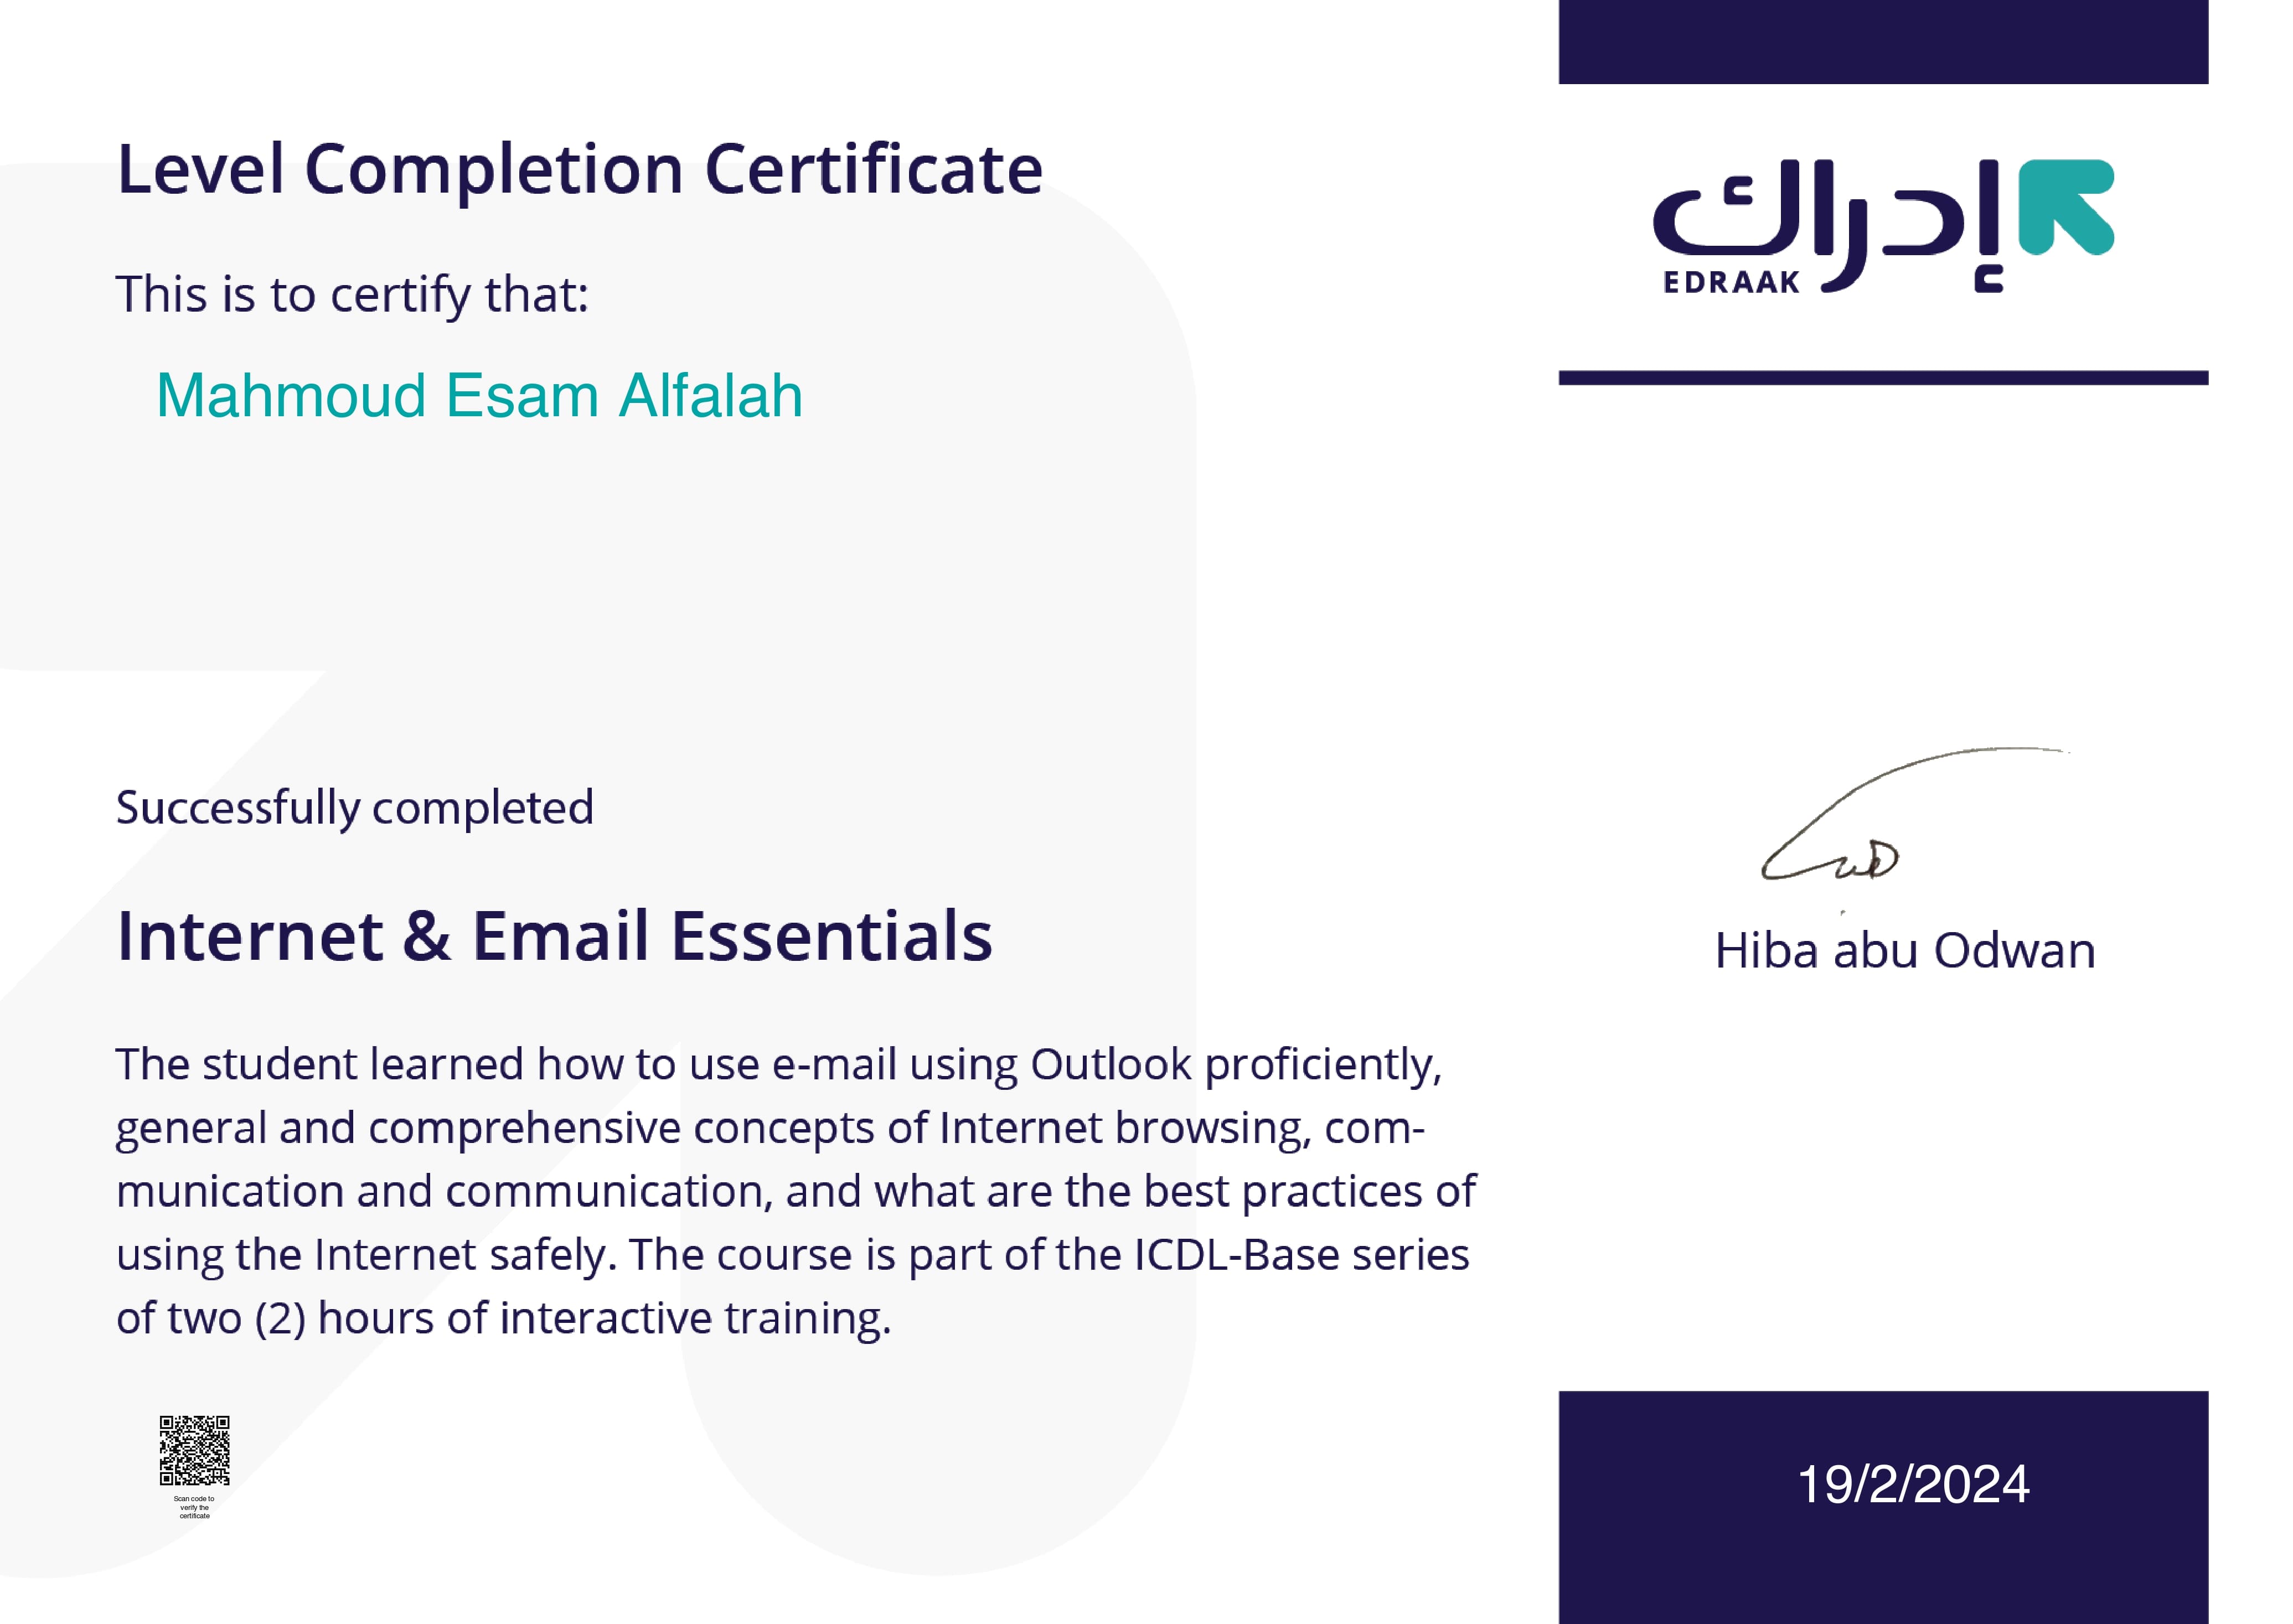 Level Completion Certificate
This is to certify that:
Mahmoud Esam Alfalah
Successfully completed
Internet & Email Essentials
The student learned how to use e-mail using Outlook proficiently,
general and comprehensive concepts of Internet browsing, com-
munication and communication, and what are the best practices of
using the Internet safely. The course is part of the ICDL-Base series
of two (2) hours of interactive training.
Scan code to
verify the
certificate
إدراك
EDRAAK
Hiba abu Odwan
19/2/2024